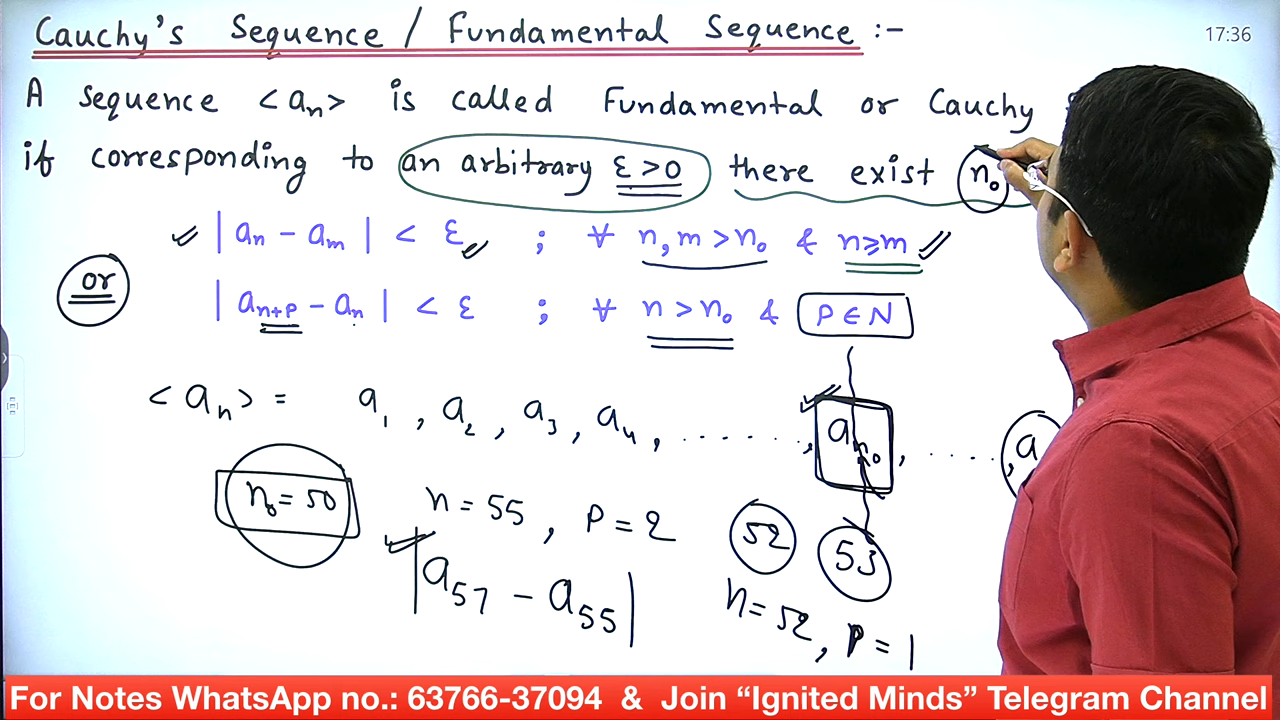 Cauchy's Sequence / Fundamental Sequence :-
17:36
A sequence <an> is called Fundamental or Cauchy
if corresponding to an arbitrary ε>0 there exist n₀
|an - am| < ε ; ∀ n,m>n₀ & n≥m
or
|an+p - an| < ε ; ∀ n>n₀ & P∈N
<an> = a₁, a₂, a₃, a₄, ......., an₀, ....., a
n₀=50 n=55, P=2 52 53
|a57 - a55| n=52, P=1
For Notes WhatsApp no.: 63766-37094 & Join “Ignited Minds” Telegram Channel